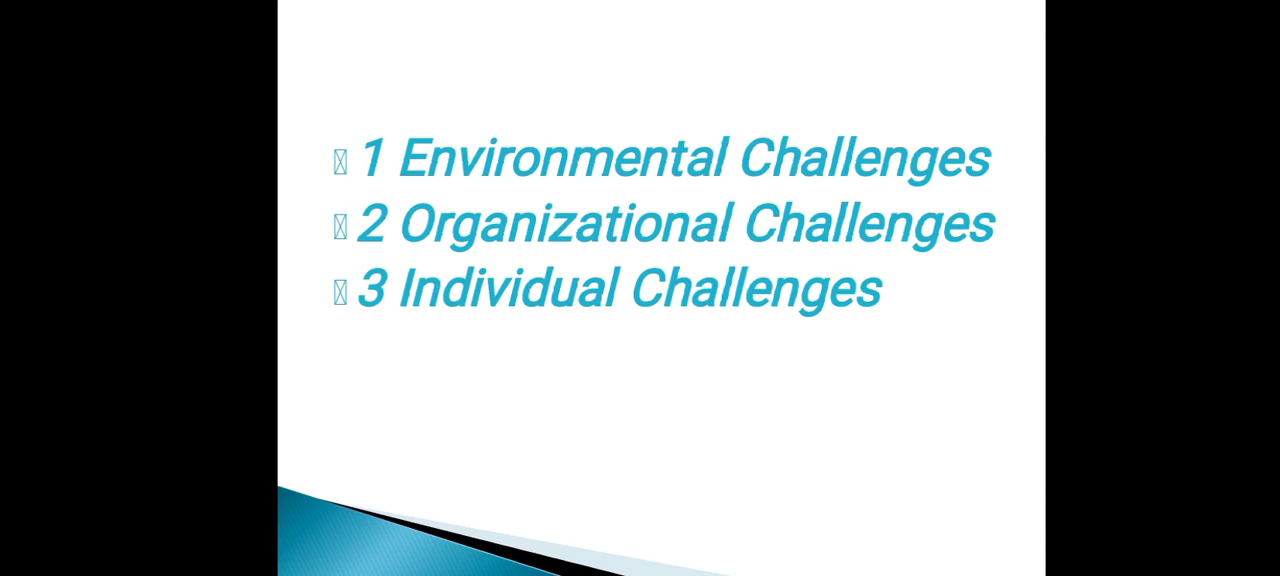 1 Environmental Challenges
2 Organizational Challenges
3 Individual Challenges